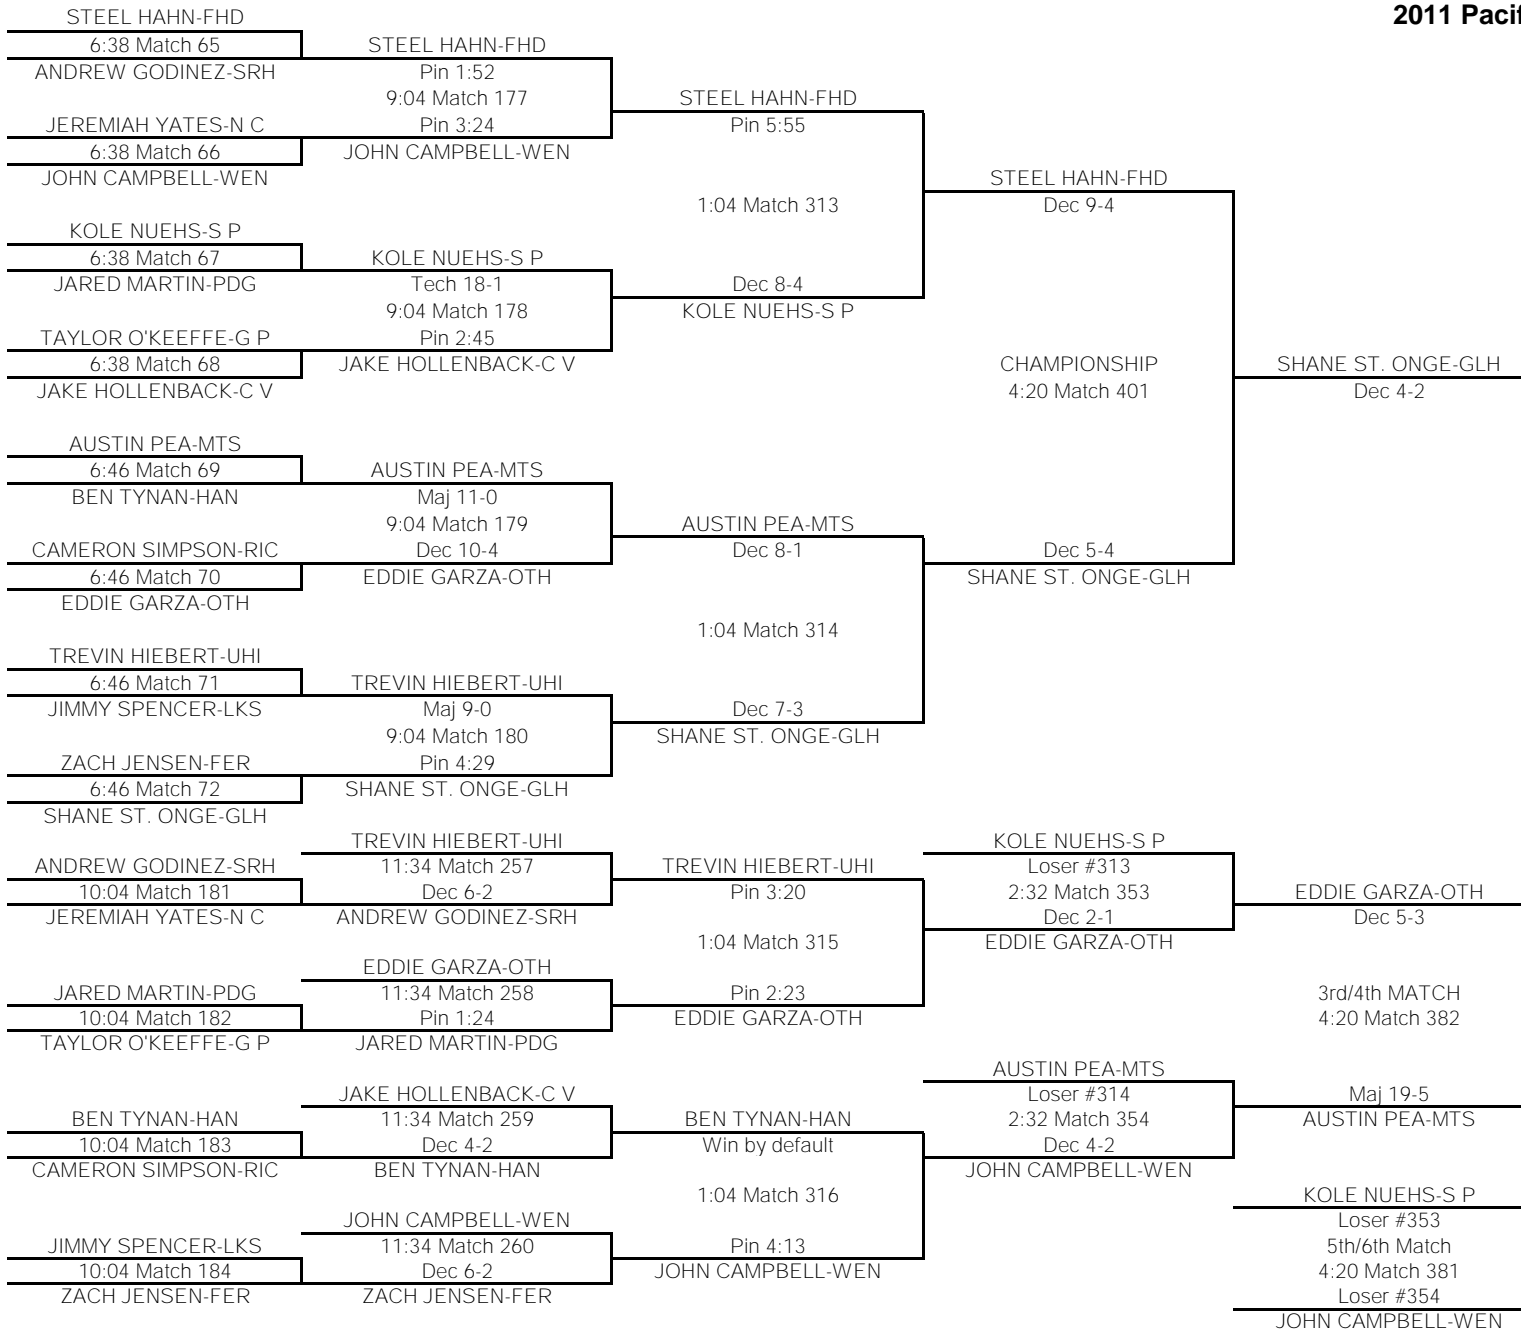 2011 Pacif
STEEL HAHN-FHD
6:38 Match 65
ANDREW GODINEZ-SRH
JEREMIAH YATES-N C
6:38 Match 66
JOHN CAMPBELL-WEN
KOLE NUEHS-S P
6:38 Match 67
JARED MARTIN-PDG
TAYLOR O'KEEFFE-G P
6:38 Match 68
JAKE HOLLENBACK-C V
AUSTIN PEA-MTS
6:46 Match 69
BEN TYNAN-HAN
CAMERON SIMPSON-RIC
6:46 Match 70
EDDIE GARZA-OTH
TREVIN HIEBERT-UHI
6:46 Match 71
JIMMY SPENCER-LKS
ZACH JENSEN-FER
6:46 Match 72
SHANE ST. ONGE-GLH
STEEL HAHN-FHD
Pin 1:52
9:04 Match 177
Pin 3:24
JOHN CAMPBELL-WEN
KOLE NUEHS-S P
Tech 18-1
9:04 Match 178
Pin 2:45
JAKE HOLLENBACK-C V
AUSTIN PEA-MTS
Maj 11-0
9:04 Match 179
Dec 10-4
EDDIE GARZA-OTH
TREVIN HIEBERT-UHI
Maj 9-0
9:04 Match 180
Pin 4:29
SHANE ST. ONGE-GLH
STEEL HAHN-FHD
Pin 5:55
1:04 Match 313
Dec 8-4
KOLE NUEHS-S P
AUSTIN PEA-MTS
Dec 8-1
1:04 Match 314
Dec 7-3
SHANE ST. ONGE-GLH
STEEL HAHN-FHD
Dec 9-4
CHAMPIONSHIP
4:20 Match 401
Dec 5-4
SHANE ST. ONGE-GLH
SHANE ST. ONGE-GLH
Dec 4-2
ANDREW GODINEZ-SRH
10:04 Match 181
JEREMIAH YATES-N C
JARED MARTIN-PDG
10:04 Match 182
TAYLOR O'KEEFFE-G P
BEN TYNAN-HAN
10:04 Match 183
CAMERON SIMPSON-RIC
JIMMY SPENCER-LKS
10:04 Match 184
ZACH JENSEN-FER
TREVIN HIEBERT-UHI
11:34 Match 257
Dec 6-2
ANDREW GODINEZ-SRH
EDDIE GARZA-OTH
11:34 Match 258
Pin 1:24
JARED MARTIN-PDG
JAKE HOLLENBACK-C V
11:34 Match 259
Dec 4-2
BEN TYNAN-HAN
JOHN CAMPBELL-WEN
11:34 Match 260
Dec 6-2
ZACH JENSEN-FER
TREVIN HIEBERT-UHI
Pin 3:20
1:04 Match 315
Pin 2:23
EDDIE GARZA-OTH
BEN TYNAN-HAN
Win by default
1:04 Match 316
Pin 4:13
JOHN CAMPBELL-WEN
KOLE NUEHS-S P
Loser #313
2:32 Match 353
Dec 2-1
EDDIE GARZA-OTH
AUSTIN PEA-MTS
Loser #314
2:32 Match 354
Dec 4-2
JOHN CAMPBELL-WEN
EDDIE GARZA-OTH
Dec 5-3
3rd/4th MATCH
4:20 Match 382
Maj 19-5
AUSTIN PEA-MTS
KOLE NUEHS-S P
Loser #353
5th/6th Match
4:20 Match 381
Loser #354
JOHN CAMPBELL-WEN